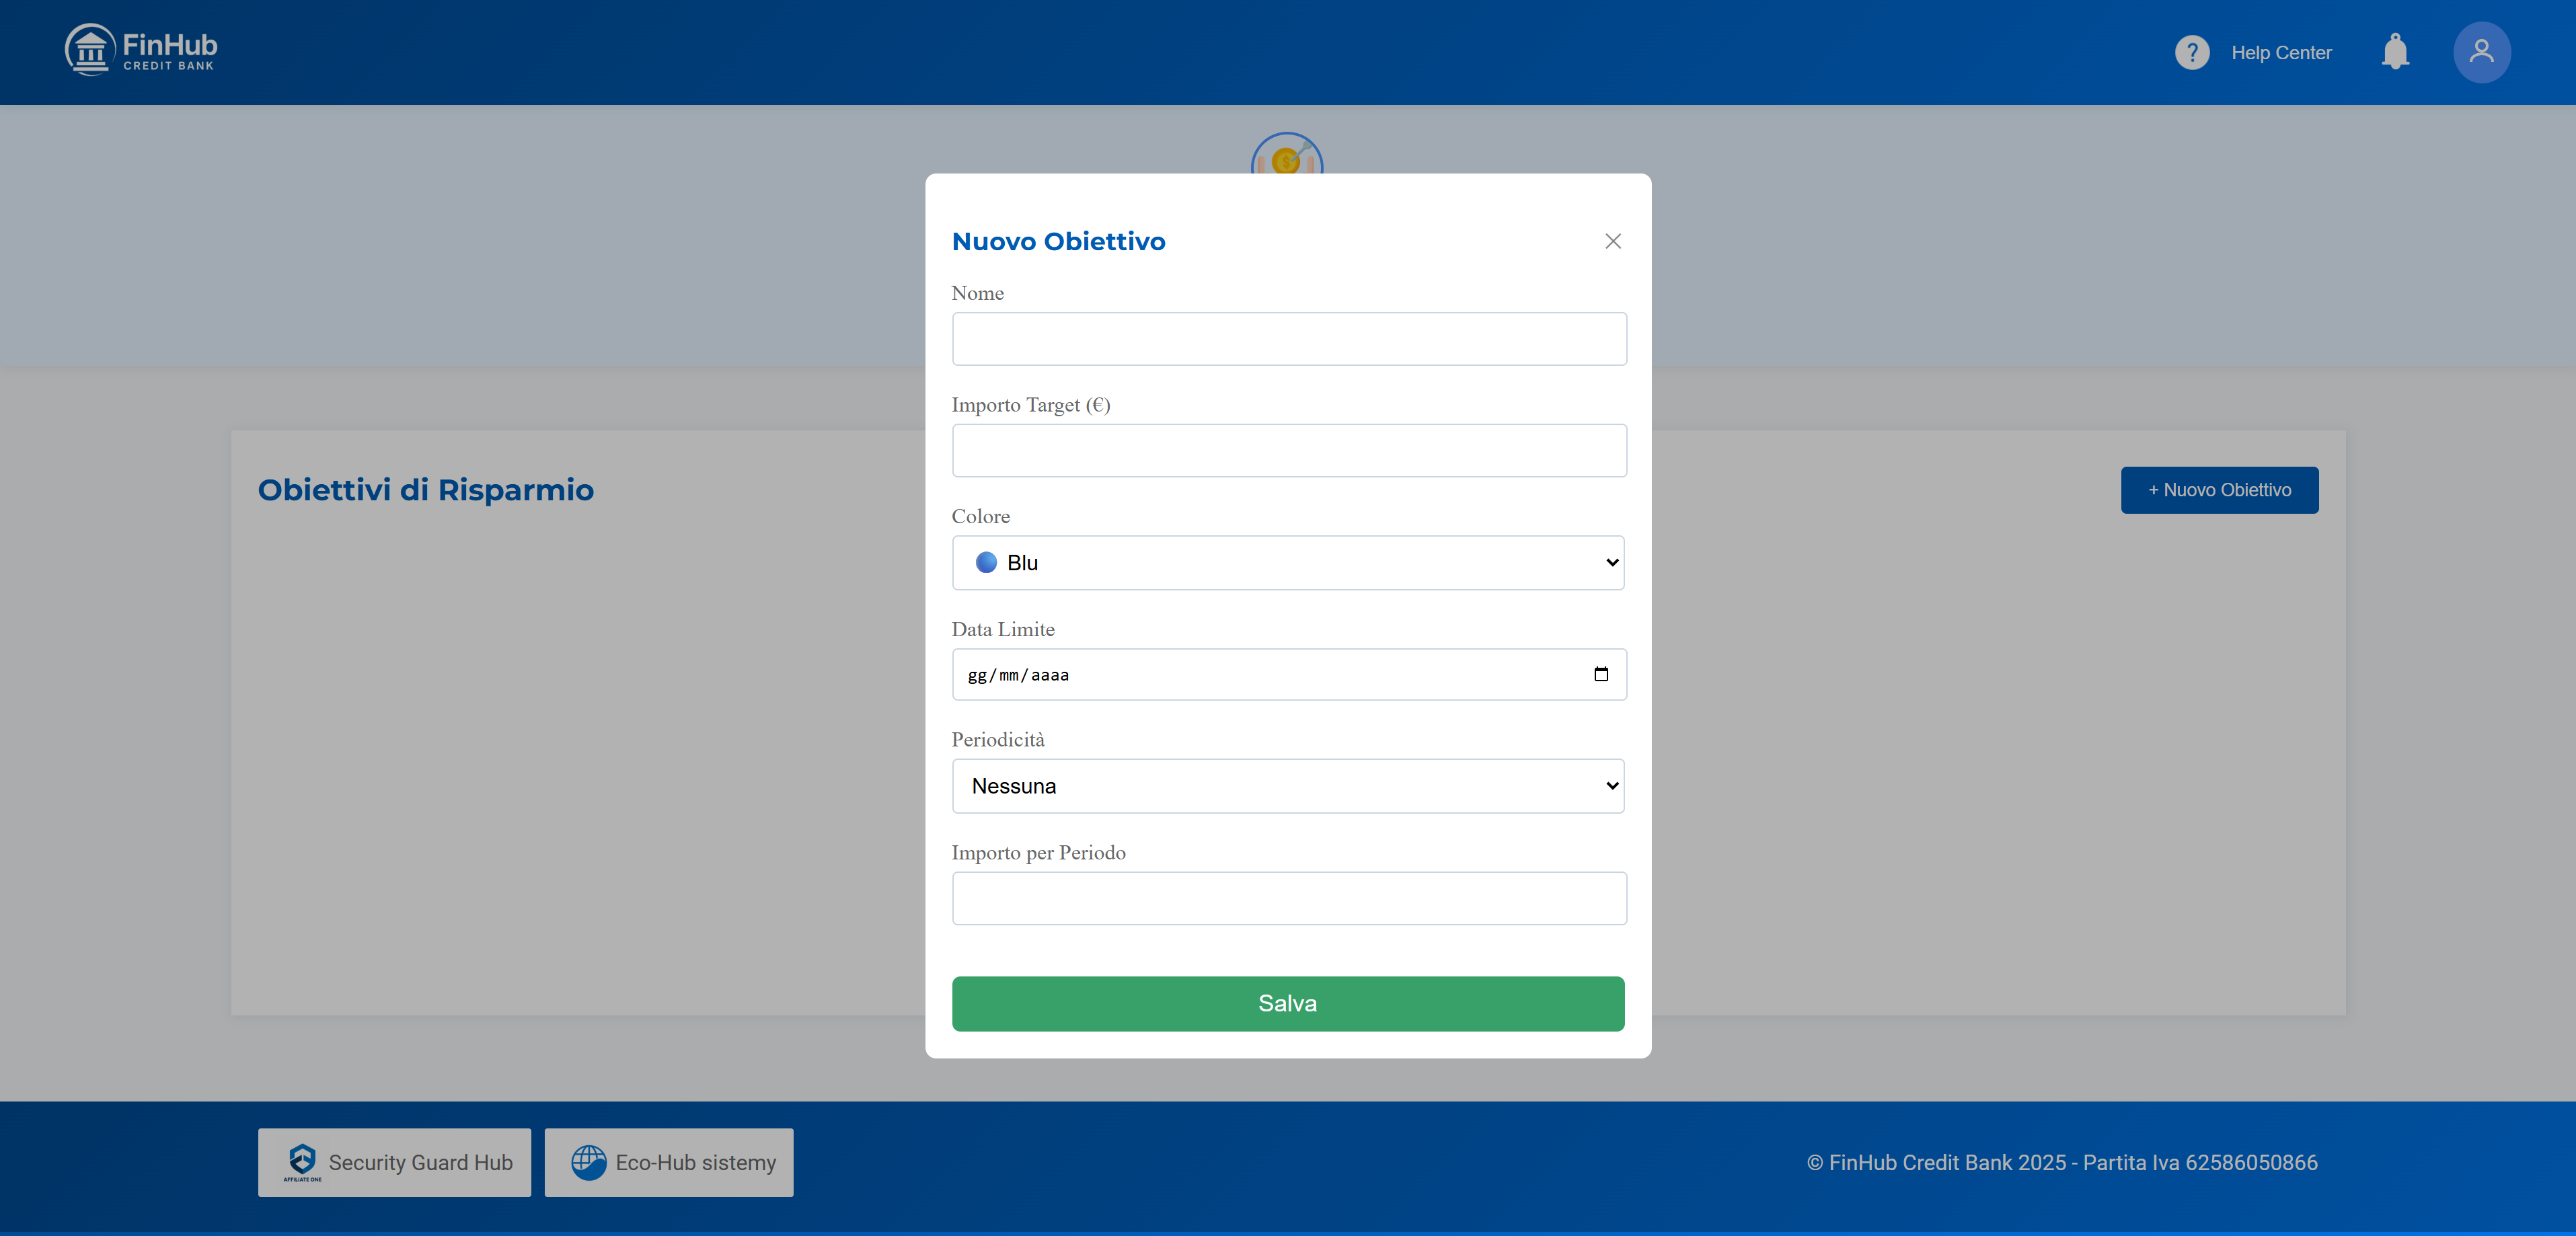 FinHub
CREDIT BANK
? Help Center
Nuovo Obiettivo
Nome
Importo Target (€)
Colore
Blu
Data Limite
gg/mm/aaaa
Periodicità
Nessuna
Importo per Periodo
Salva
Obiettivi di Risparmio
+ Nuovo Obiettivo
AFFILIATE ONE
Security Guard Hub
Eco-Hub sistemy
© FinHub Credit Bank 2025 - Partita Iva 62586050866